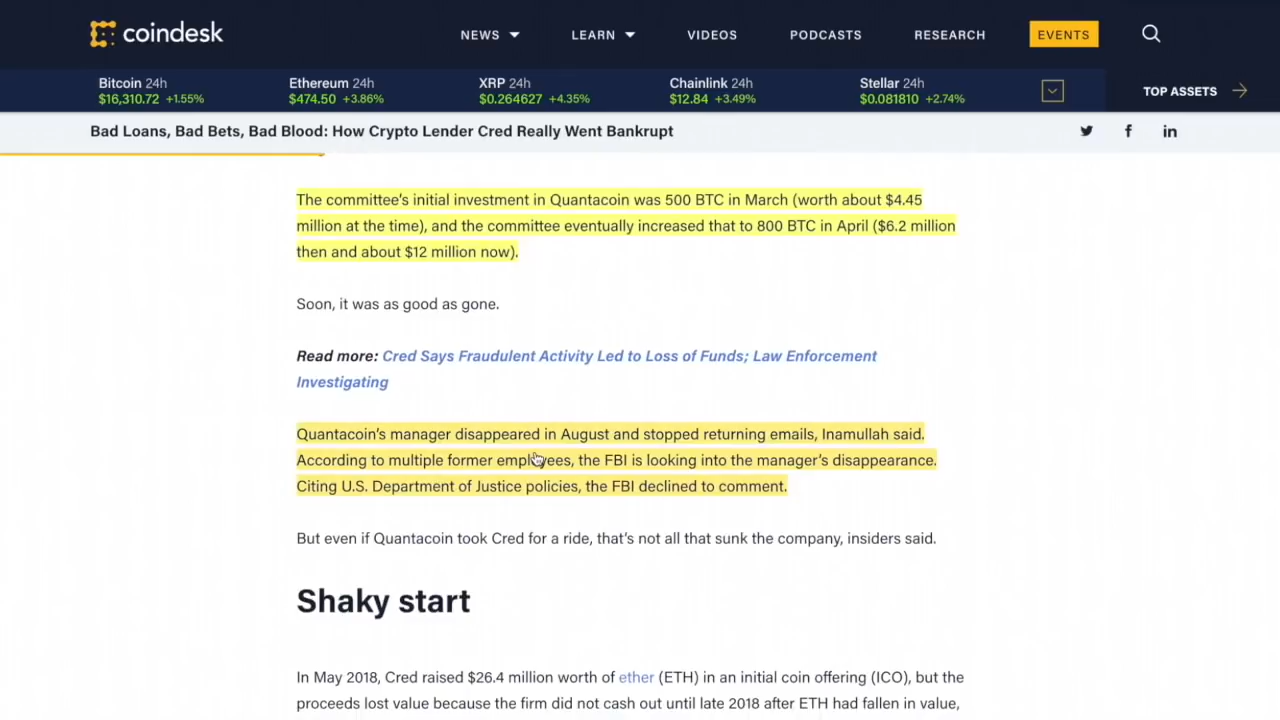 coindesk
NEWS LEARN VIDEOS PODCASTS RESEARCH EVENTS
Bitcoin 24h Ethereum 24h XRP 24h Chainlink 24h Stellar 24h
$16,310.72 +1.55% $474.50 +3.86% $0.264627 +4.35% $12.84 +3.49% $0.081810 +2.74% TOP ASSETS
Bad Loans, Bad Bets, Bad Blood: How Crypto Lender Cred Really Went Bankrupt
The committee’s initial investment in Quantacoin was 500 BTC in March (worth about $4.45
million at the time), and the committee eventually increased that to 800 BTC in April ($6.2 million
then and about $12 million now).
Soon, it was as good as gone.
Read more: Cred Says Fraudulent Activity Led to Loss of Funds; Law Enforcement
Investigating
Quantacoin’s manager disappeared in August and stopped returning emails, Inamullah said.
According to multiple former employees, the FBI is looking into the manager’s disappearance.
Citing U.S. Department of Justice policies, the FBI declined to comment.
But even if Quantacoin took Cred for a ride, that’s not all that sunk the company, insiders said.
Shaky start
In May 2018, Cred raised $26.4 million worth of ether (ETH) in an initial coin offering (ICO), but the
proceeds lost value because the firm did not cash out until late 2018 after ETH had fallen in value,